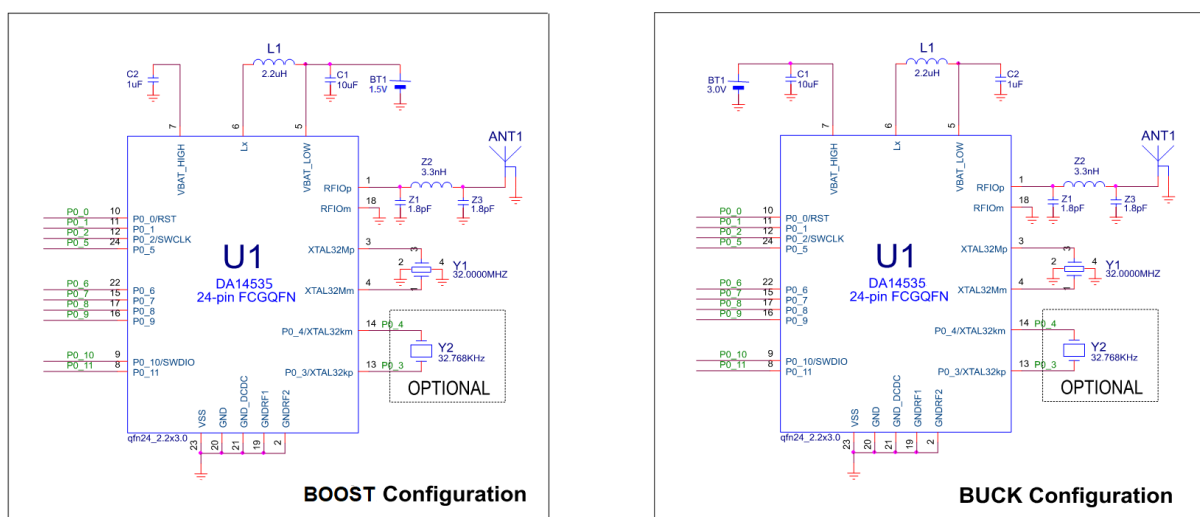 L1
2.2uH
C2
1uF
C1
10uF
BT1
1.5V
7
6
5
VBAT_HIGH
Lx
VBAT_LOW
ANT1
Z2
3.3nH
RFIOp
1
Z1
1.8pF
Z3
1.8pF
RFIOm
18
P0_0
10
P0_0/RST
P0_1
11
P0_1
P0_2
12
P0_2/SWCLK
P0_5
24
P0_5
U1
DA14535
24-pin FCGQFN
XTAL32Mp
3
3
2
4
Y1
32.0000MHZ
XTAL32Mm
4
1
P0_6
22
P0_6
P0_7
15
P0_7
P0_8
17
P0_8
P0_9
16
P0_9
P0_4/XTAL32km
14
P0_4
Y2
32.768KHz
P0_10
9
P0_10/SWDIO
P0_11
8
P0_11
P0_3/XTAL32kp
13
P0_3
OPTIONAL
VSS
GND
GND_DCDC
GNDRF1
GNDRF2
qfn24_2.2x3.0
23
20
21
19
2
BOOST Configuration
L1
2.2uH
BT1
3.0V
C1
10uF
C2
1uF
7
6
5
VBAT_HIGH
Lx
VBAT_LOW
ANT1
Z2
3.3nH
RFIOp
1
Z1
1.8pF
Z3
1.8pF
RFIOm
18
P0_0
10
P0_0/RST
P0_1
11
P0_1
P0_2
12
P0_2/SWCLK
P0_5
24
P0_5
U1
DA14535
24-pin FCGQFN
XTAL32Mp
3
3
2
4
Y1
32.0000MHZ
XTAL32Mm
4
1
P0_6
22
P0_6
P0_7
15
P0_7
P0_8
17
P0_8
P0_9
16
P0_9
P0_4/XTAL32km
14
P0_4
Y2
32.768KHz
P0_10
9
P0_10/SWDIO
P0_11
8
P0_11
P0_3/XTAL32kp
13
P0_3
OPTIONAL
VSS
GND
GND_DCDC
GNDRF1
GNDRF2
qfn24_2.2x3.0
23
20
21
19
2
BUCK Configuration